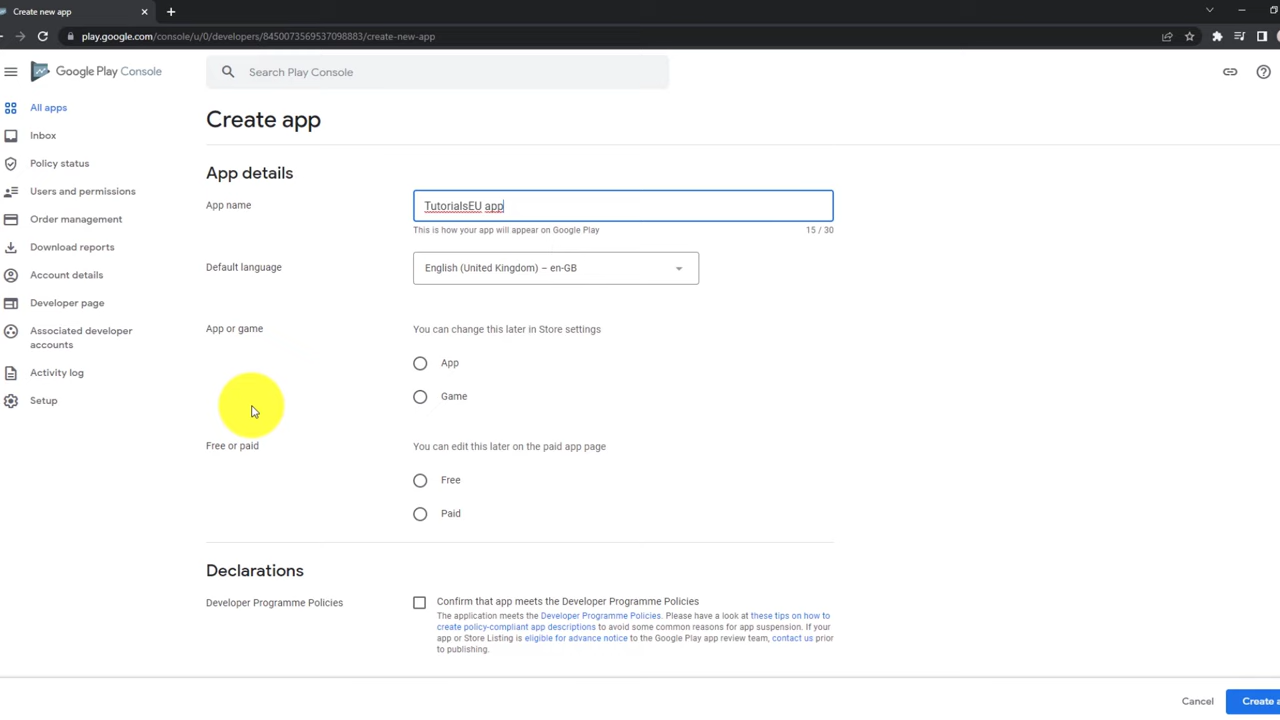 Create new app
play.google.com/console/u/0/developers/8450073569537098883/create-new-app
Google Play Console
Search Play Console
All apps
Inbox
Policy status
Users and permissions
Order management
Download reports
Account details
Developer page
Associated developer
accounts
Activity log
Setup
Create app
App details
App name
TutorialsEU app
This is how your app will appear on Google Play
15 / 30
Default language
English (United Kingdom) – en-GB
App or game
You can change this later in Store settings
App
Game
Free or paid
You can edit this later on the paid app page
Free
Paid
Declarations
Developer Programme Policies
Confirm that app meets the Developer Programme Policies
The application meets the Developer Programme Policies. Please have a look at these tips on how to
create policy-compliant app descriptions to avoid some common reasons for app suspension. If your
app or Store Listing is eligible for advance notice to the Google Play app review team, contact us prior
to publishing.
Cancel
Create a